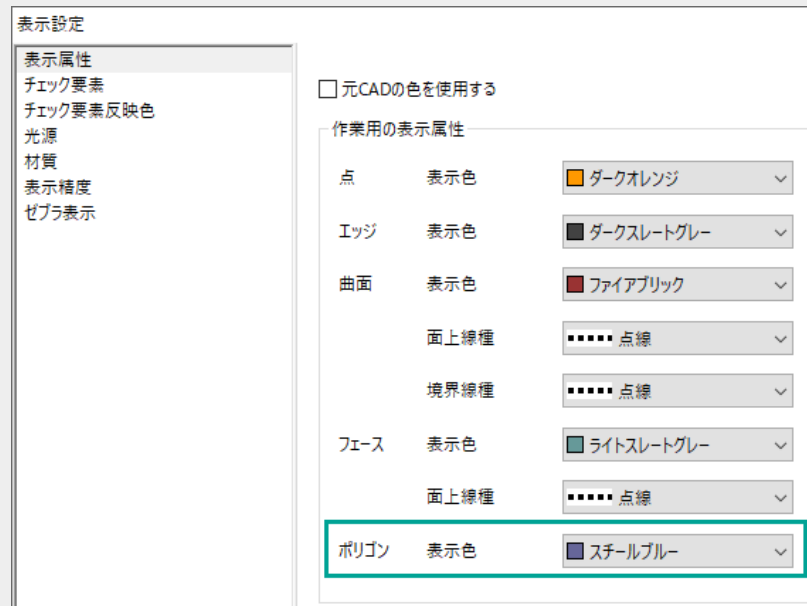 表示設定
表示属性
チェック要素
チェック要素反映色
光源
材質
表示精度
ゼブラ表示
元CADの色を使用する
作業用の表示属性
点 表示色 ダークオレンジ
エッジ 表示色 ダークスレートグレー
曲面 表示色 ファイアブリック
面上線種 点線
境界線種 点線
フェース 表示色 ライトスレートグレー
面上線種 点線
ポリゴン 表示色 スチールブルー